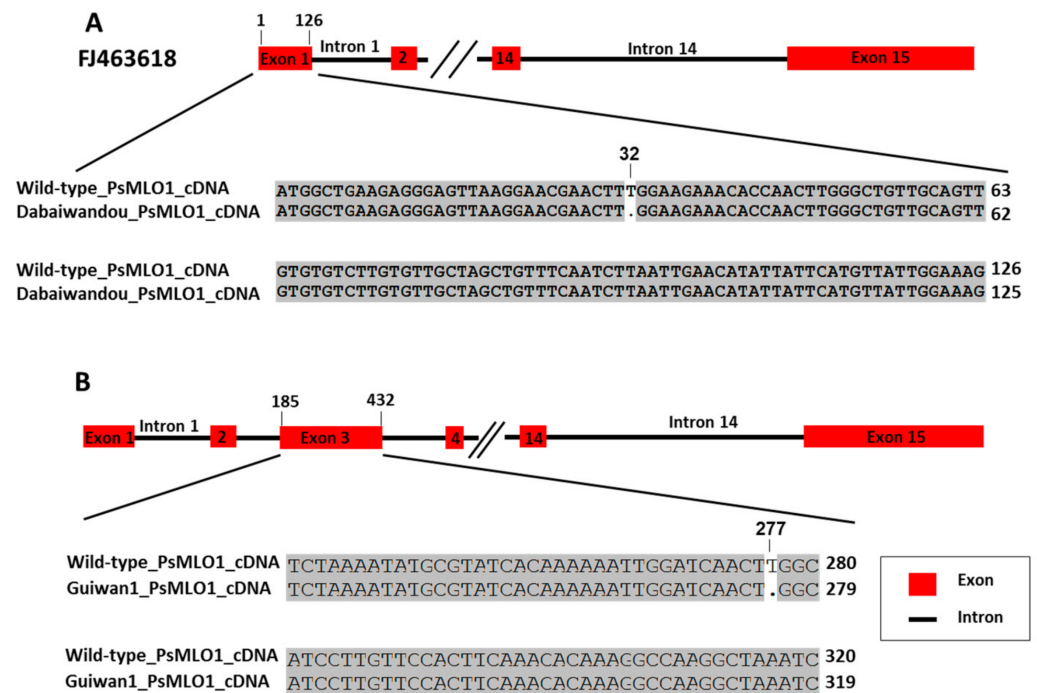 A
1 126
FJ463618
Exon 1 Intron 1 2 14 Intron 14 Exon 15
32
Wild-type_PsMLO1_cDNA ATGGCTGAAGAGGGAGTTAAGGAACGAACTTTGGAAGAAACACCAACTTGGGCTGTTGCAGTT 63
Dabaiwandou_PsMLO1_cDNA ATGGCTGAAGAGGGAGTTAAGGAACGAACTT.GGAAGAAACACCAACTTGGGCTGTTGCAGTT 62
Wild-type_PsMLO1_cDNA GTGTGTCTTGTGTTGCTAGCTGTTTCAATCTTAATTGAACATATTATTCATGTTATTGGAAAG 126
Dabaiwandou_PsMLO1_cDNA GTGTGTCTTGTGTTGCTAGCTGTTTCAATCTTAATTGAACATATTATTCATGTTATTGGAAAG 125
B
185 432
Exon 1 Intron 1 2 Exon 3 4 14 Intron 14 Exon 15
277
Wild-type_PsMLO1_cDNA TCTAAAATATGCGTATCACAAAAAATTGGATCAACTTGGC 280
Guiwan1_PsMLO1_cDNA TCTAAAATATGCGTATCACAAAAAATTGGATCAACT.GGC 279
Exon
Intron
Wild-type_PsMLO1_cDNA ATCCTTGTTCCACTTCAAACACAAAGGCCAAGGCTAAATC 320
Guiwan1_PsMLO1_cDNA ATCCTTGTTCCACTTCAAACACAAAGGCCAAGGCTAAATC 319